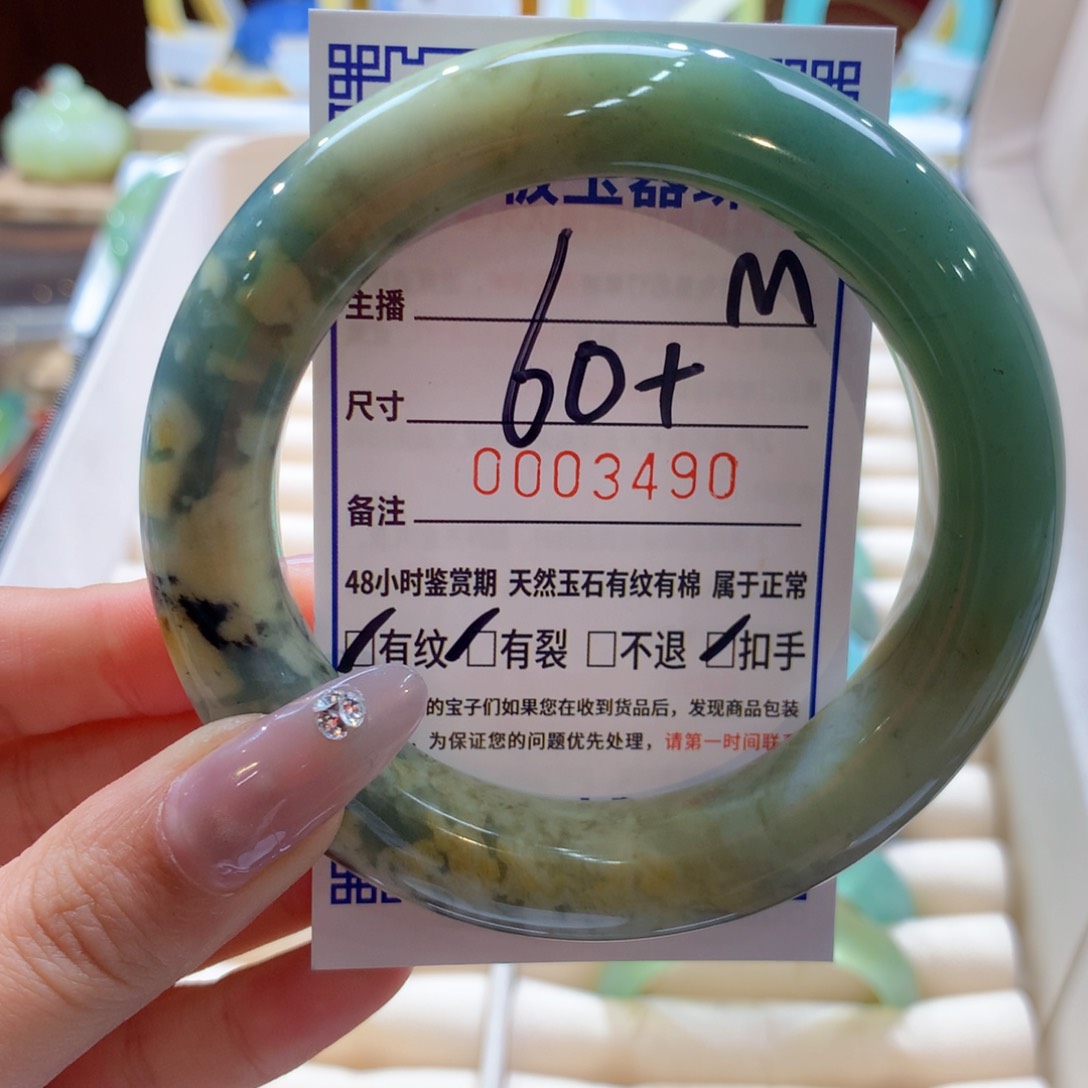 玉器
主播 M
尺寸 60+
0003490
备注
48小时鉴赏期 天然玉石有纹有棉 属于正常
☑有纹 ☑有裂 □不退 ☑扣手
的宝子们如果您在收到货品后，发现商品包装
为保证您的问题优先处理，请第一时间联